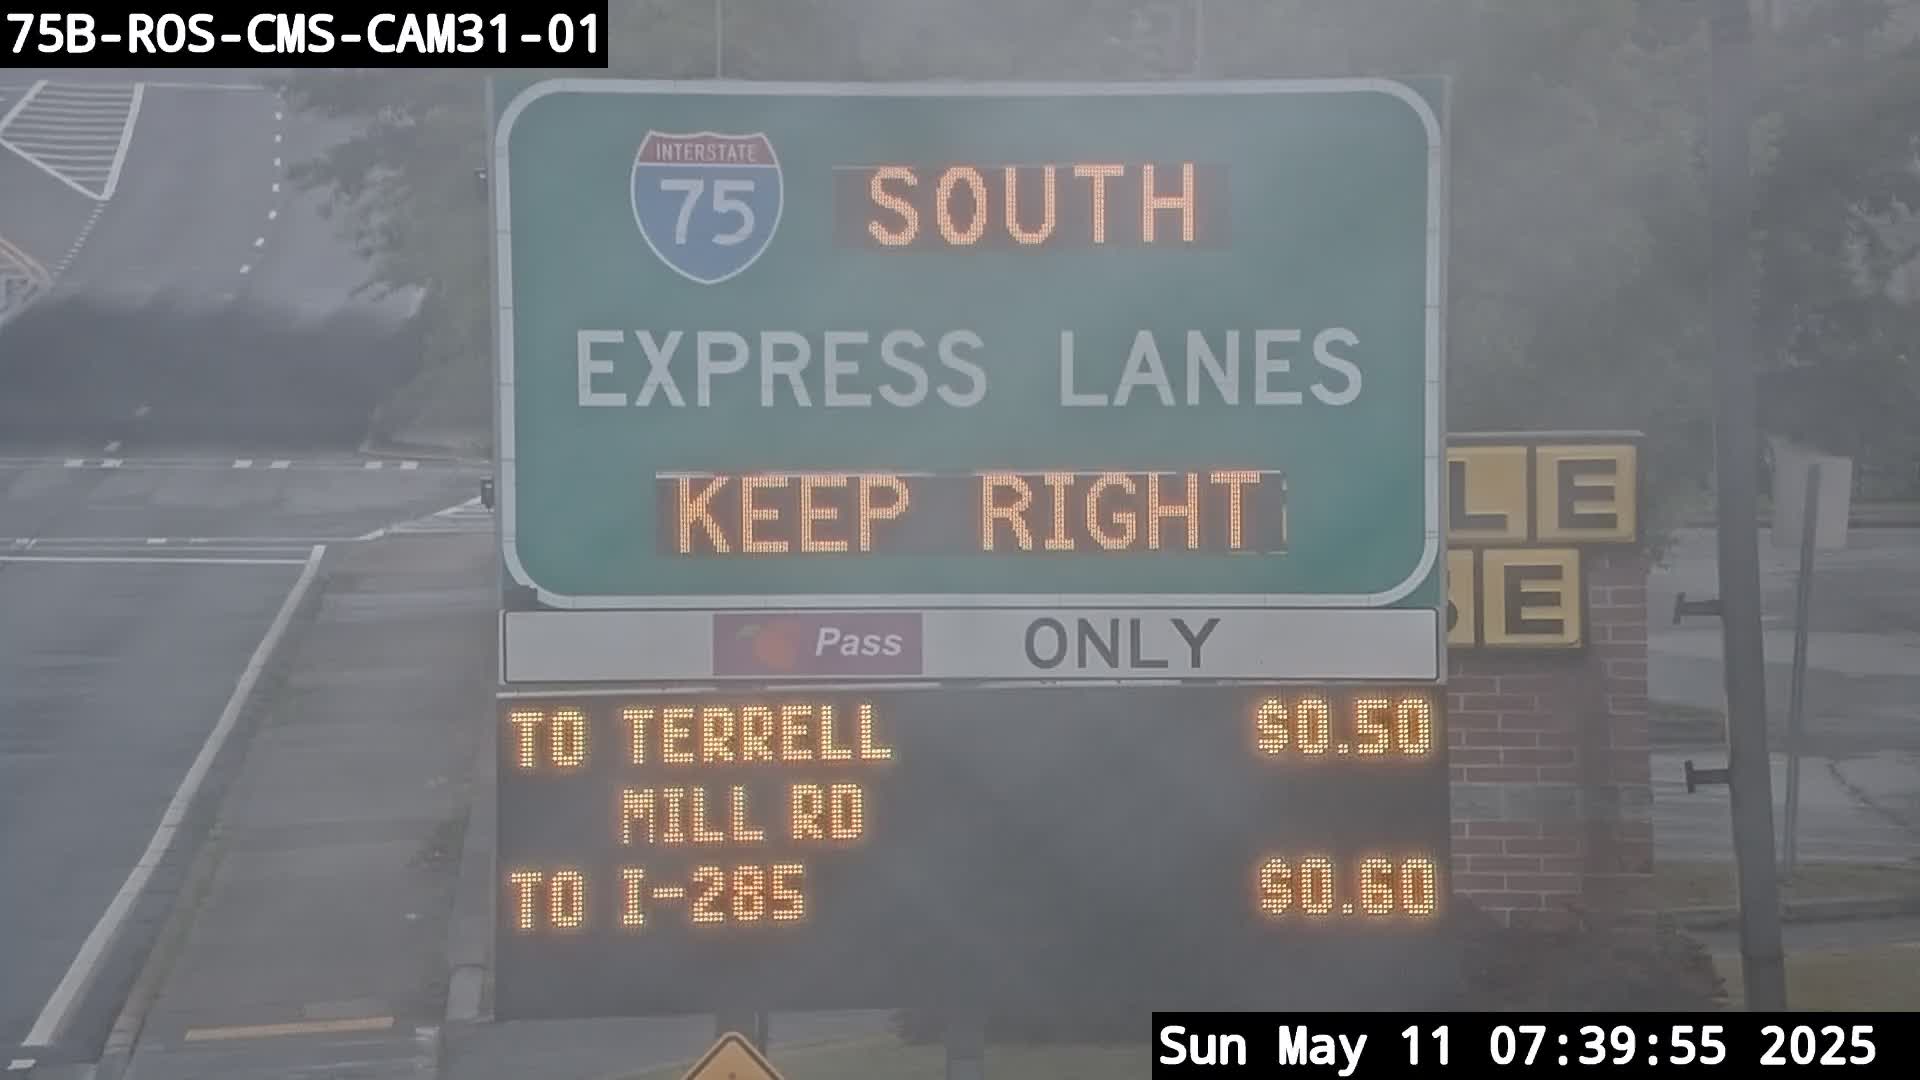 75B-ROS-CMS-CAM31-01
INTERSTATE
75
SOUTH
EXPRESS LANES
KEEP RIGHT
Pass ONLY
TO TERRELL $0.50
MILL RD
TO I-285 $0.60
LE
E
Sun May 11 07:39:55 2025